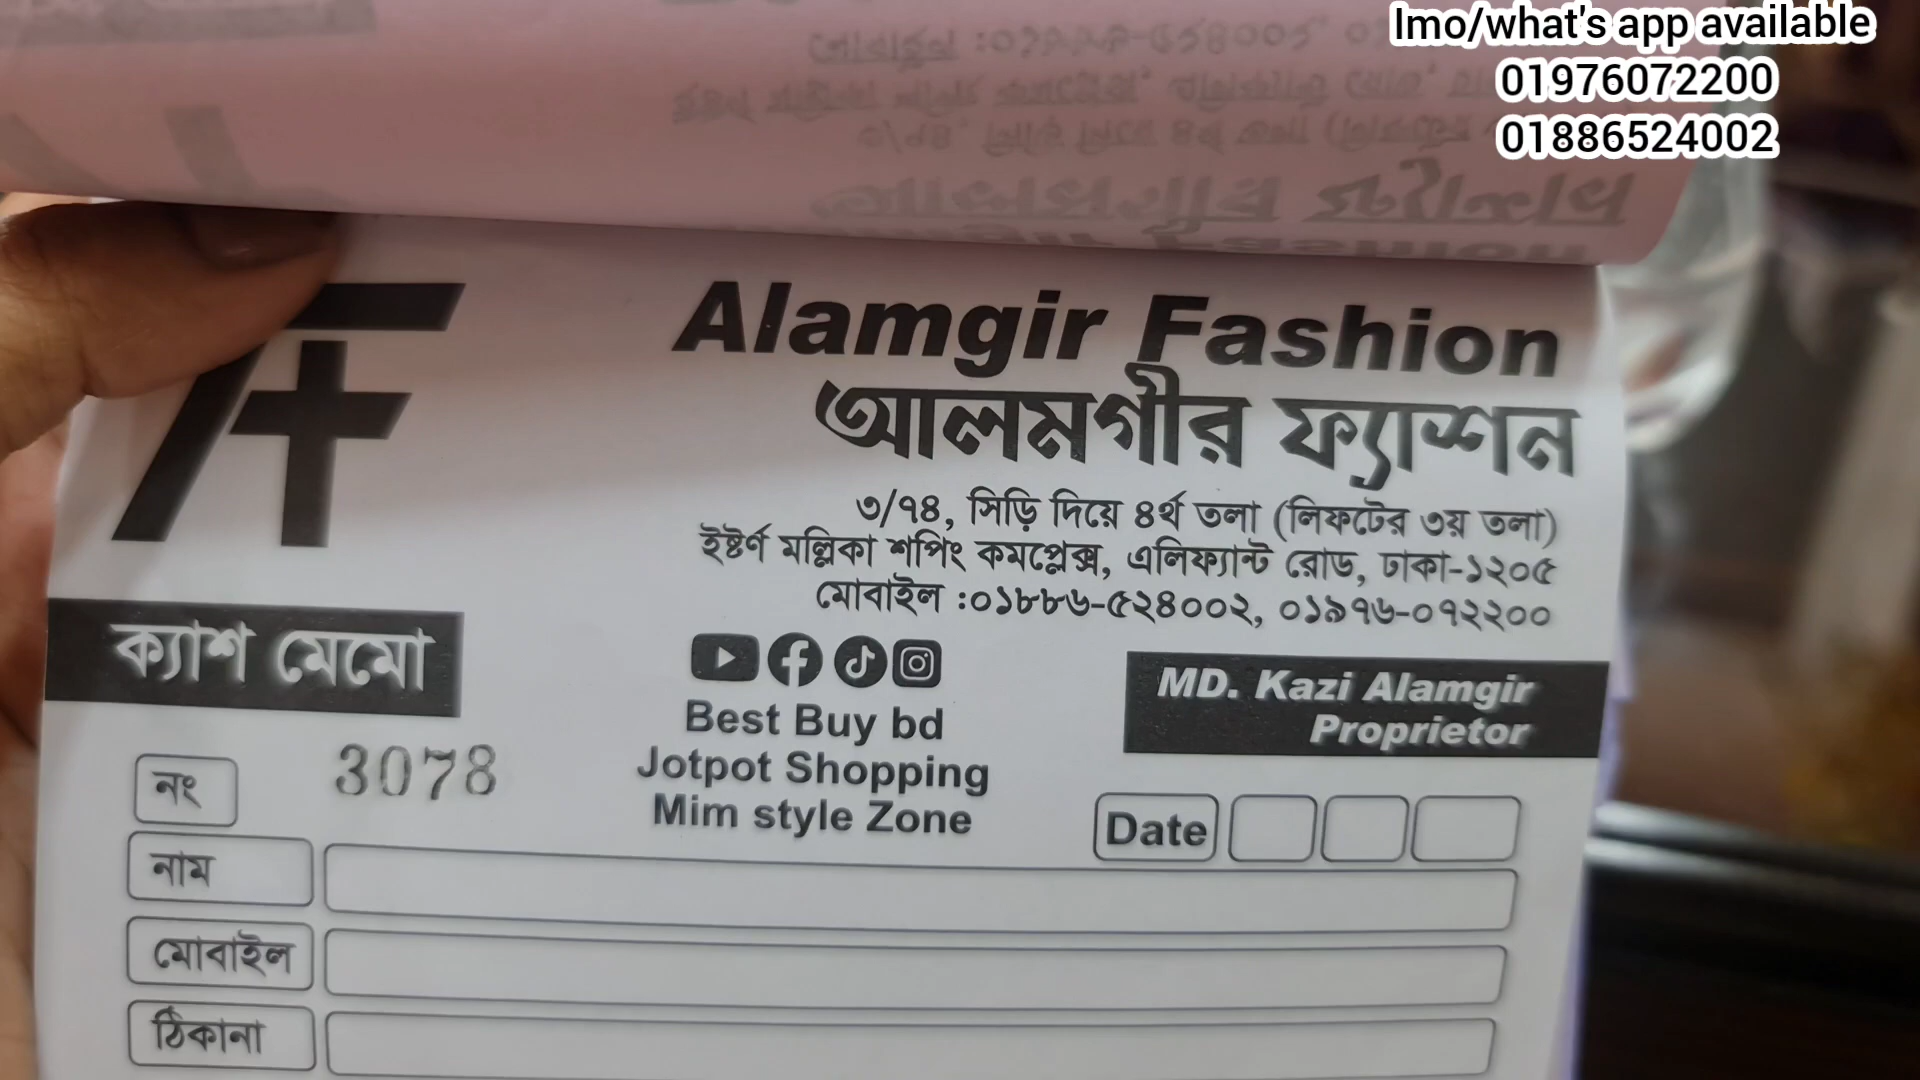 Imo/what's app available
01976072200
01886524002
Alamgir Fashion
আলমগীর ফ্যাশন
৩/৭৪, সিড়ি দিয়ে ৪র্থ তলা (লিফটের ৩য় তলা)
ইষ্টর্ণ মল্লিকা শপিং কমপ্লেক্স, এলিফ্যান্ট রোড, ঢাকা-১২০৫
মোবাইল :০১৮৮৬-৫২৪০০২, ০১৯৭৬-০৭২২০০
ক্যাশ মেমো
MD. Kazi Alamgir
Proprietor
Best Buy bd
Jotpot Shopping
Mim style Zone
নং 3078
Date
নাম
মোবাইল
ঠিকানা